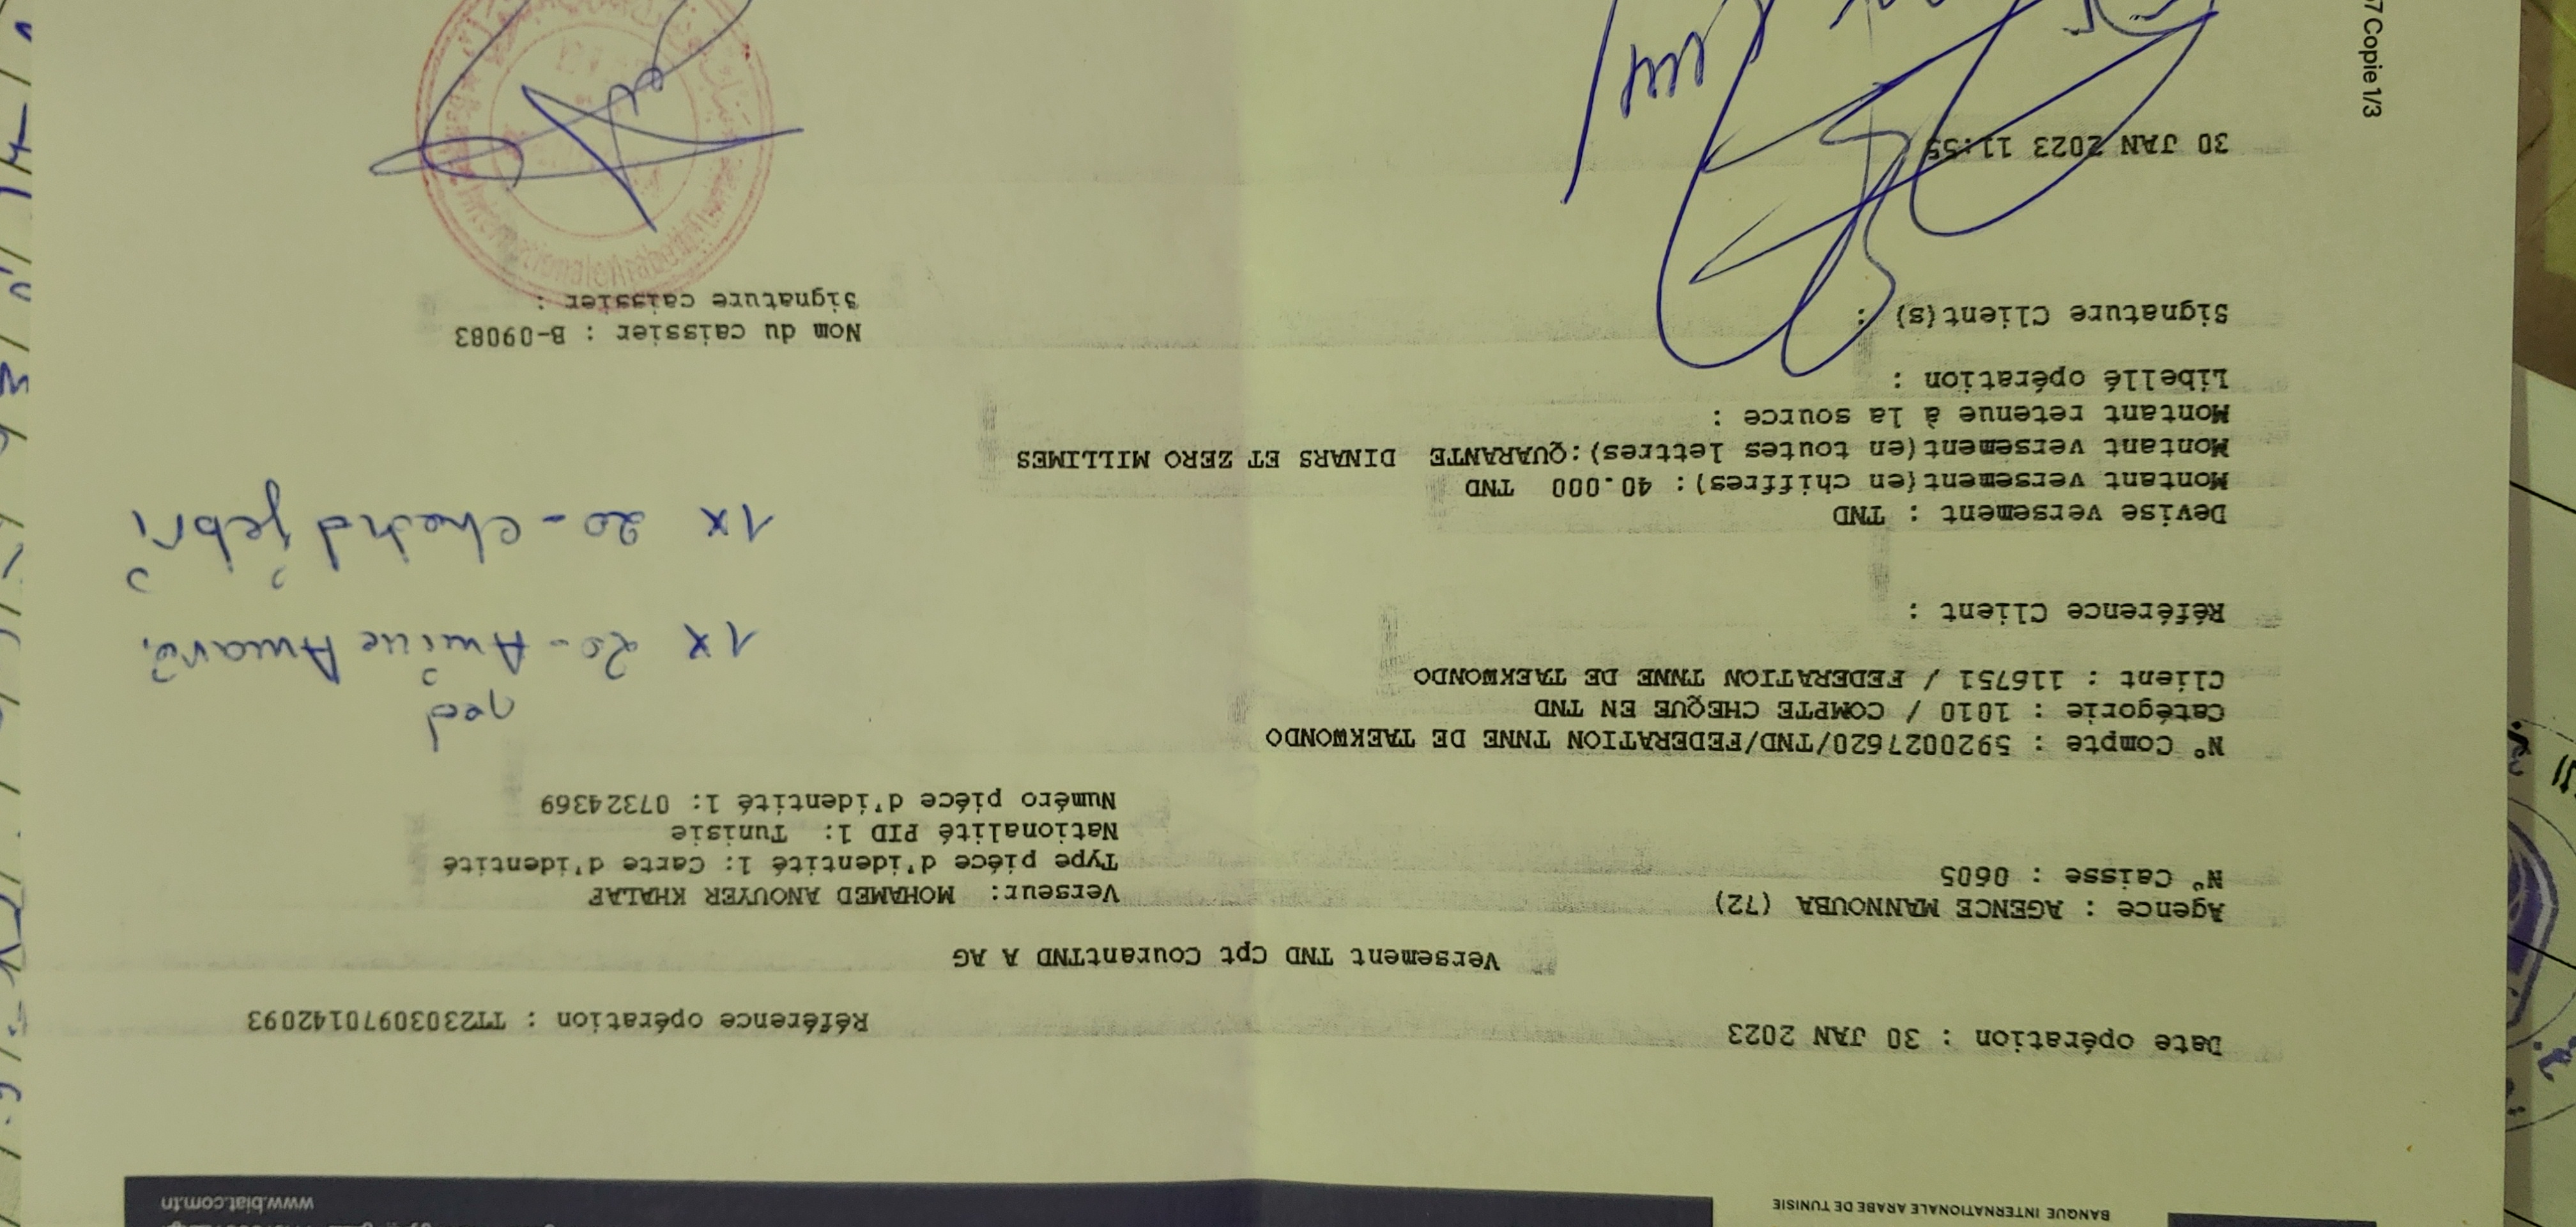 BANQUE INTERNATIONALE ARABE DE TUNISIE
www.biat.com.tn
Date opération : 30 JAN 2023
Référence opération : TT23030970142093
Versement TND Cpt CourantTND A AG
Agence : AGENCE MANNOUBA (72)
N° Caisse : 0605
Verseur: MOHAMED ANOUYER KHALAF
Type piéce d'identité 1: Carte d'identité
Nationalité PID 1: Tunisie
Numéro piéce d'identité 1: 07324369
N° Compte : 5920027620/TND/FEDERATION TNNE DE TAEKWONDO
Catégorie : 1010 / COMPTE CHEQUE EN TND
Client : 116751 / FEDERATION TNNE DE TAEKWONDO
Référence Client :
1x 20 - Amine Amara
1x 20 - Chahd jebri
Devise versement : TND
Montant versement(en chiffres): 40.000 TND
Montant versement(en toutes lettres):QUARANTE DINARS ET ZERO MILLIMES
Montant retenue à la source :
Libellé opération :
Signature Client(s) :
Nom du caissier : B-09083
Signature caissier :
30 JAN 2023 11:55
Copie 1/3